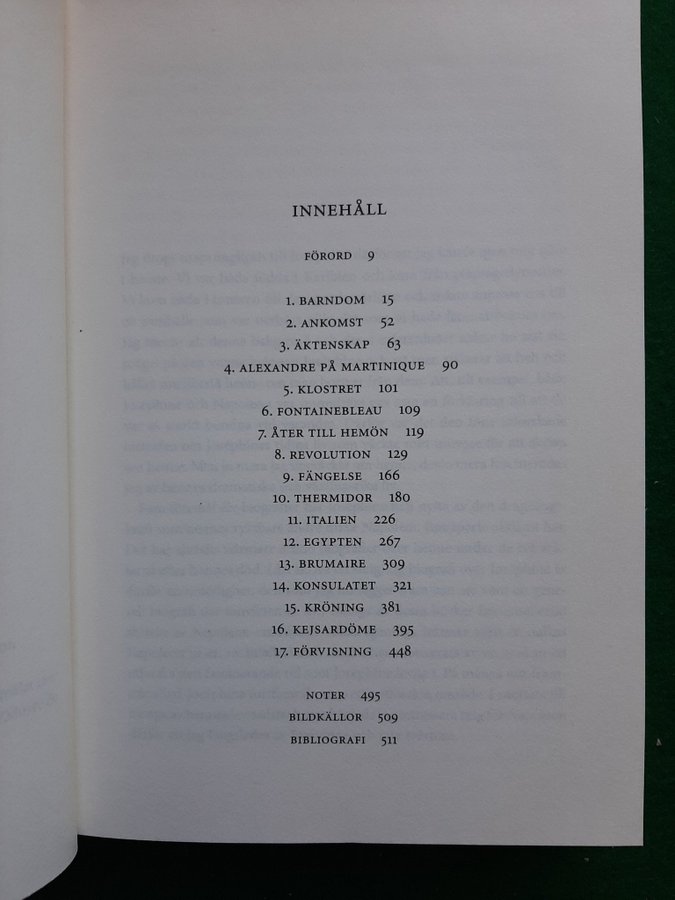 INNEHÅLL
FÖRORD 9
1. BARNDOM 15
2. ANKOMST 52
3. ÄKTENSKAP 63
4. ALEXANDRE PÅ MARTINIQUE 90
5. KLOSTRET 101
6. FONTAINEBLEAU 109
7. ÅTER TILL HEMÖN 119
8. REVOLUTION 129
9. FÄNGELSE 166
10. THERMIDOR 180
11. ITALIEN 226
12. EGYPTEN 267
13. BRUMAIRE 309
14. KONSULATET 321
15. KRÖNING 381
16. KEJSARDÖME 395
17. FÖRVISNING 448
NOTER 495
BILDKÄLLOR 509
BIBLIOGRAFI 511